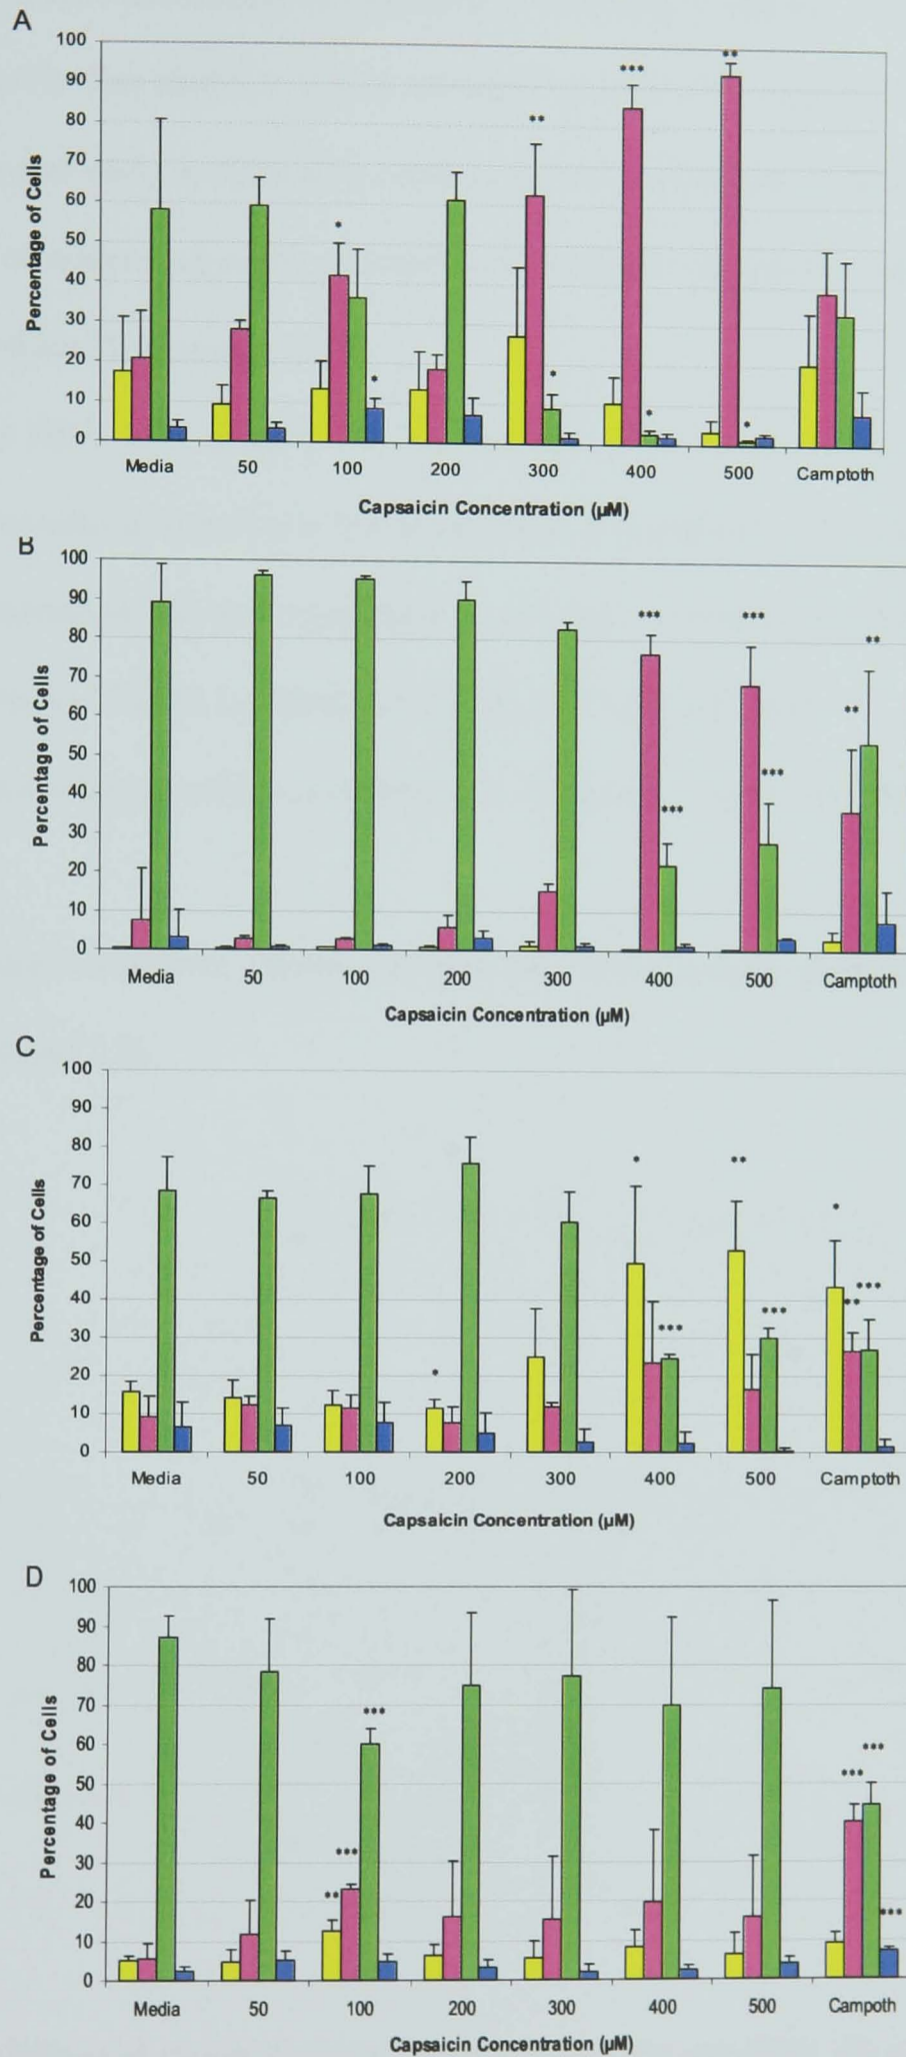 A
100
90
80
70
60
50
40
30
20
10
0
Percentage of Cells
* * ** * *** * ** *
Media 50 100 200 300 400 500 Camptoth
Capsaicin Concentration (µM)
B
100
90
80
70
60
50
40
30
20
10
0
Percentage of Cells
*** *** *** *** ** **
Media 50 100 200 300 400 500 Camptoth
Capsaicin Concentration (µM)
C
100
90
80
70
60
50
40
30
20
10
0
Percentage of Cells
* * *** ** *** * ** ***
Media 50 100 200 300 400 500 Camptoth
Capsaicin Concentration (µM)
D
100
90
80
70
60
50
40
30
20
10
0
Percentage of Cells
** *** *** *** *** ***
Media 50 100 200 300 400 500 Campoth
Capsaicin Concentration (µM)